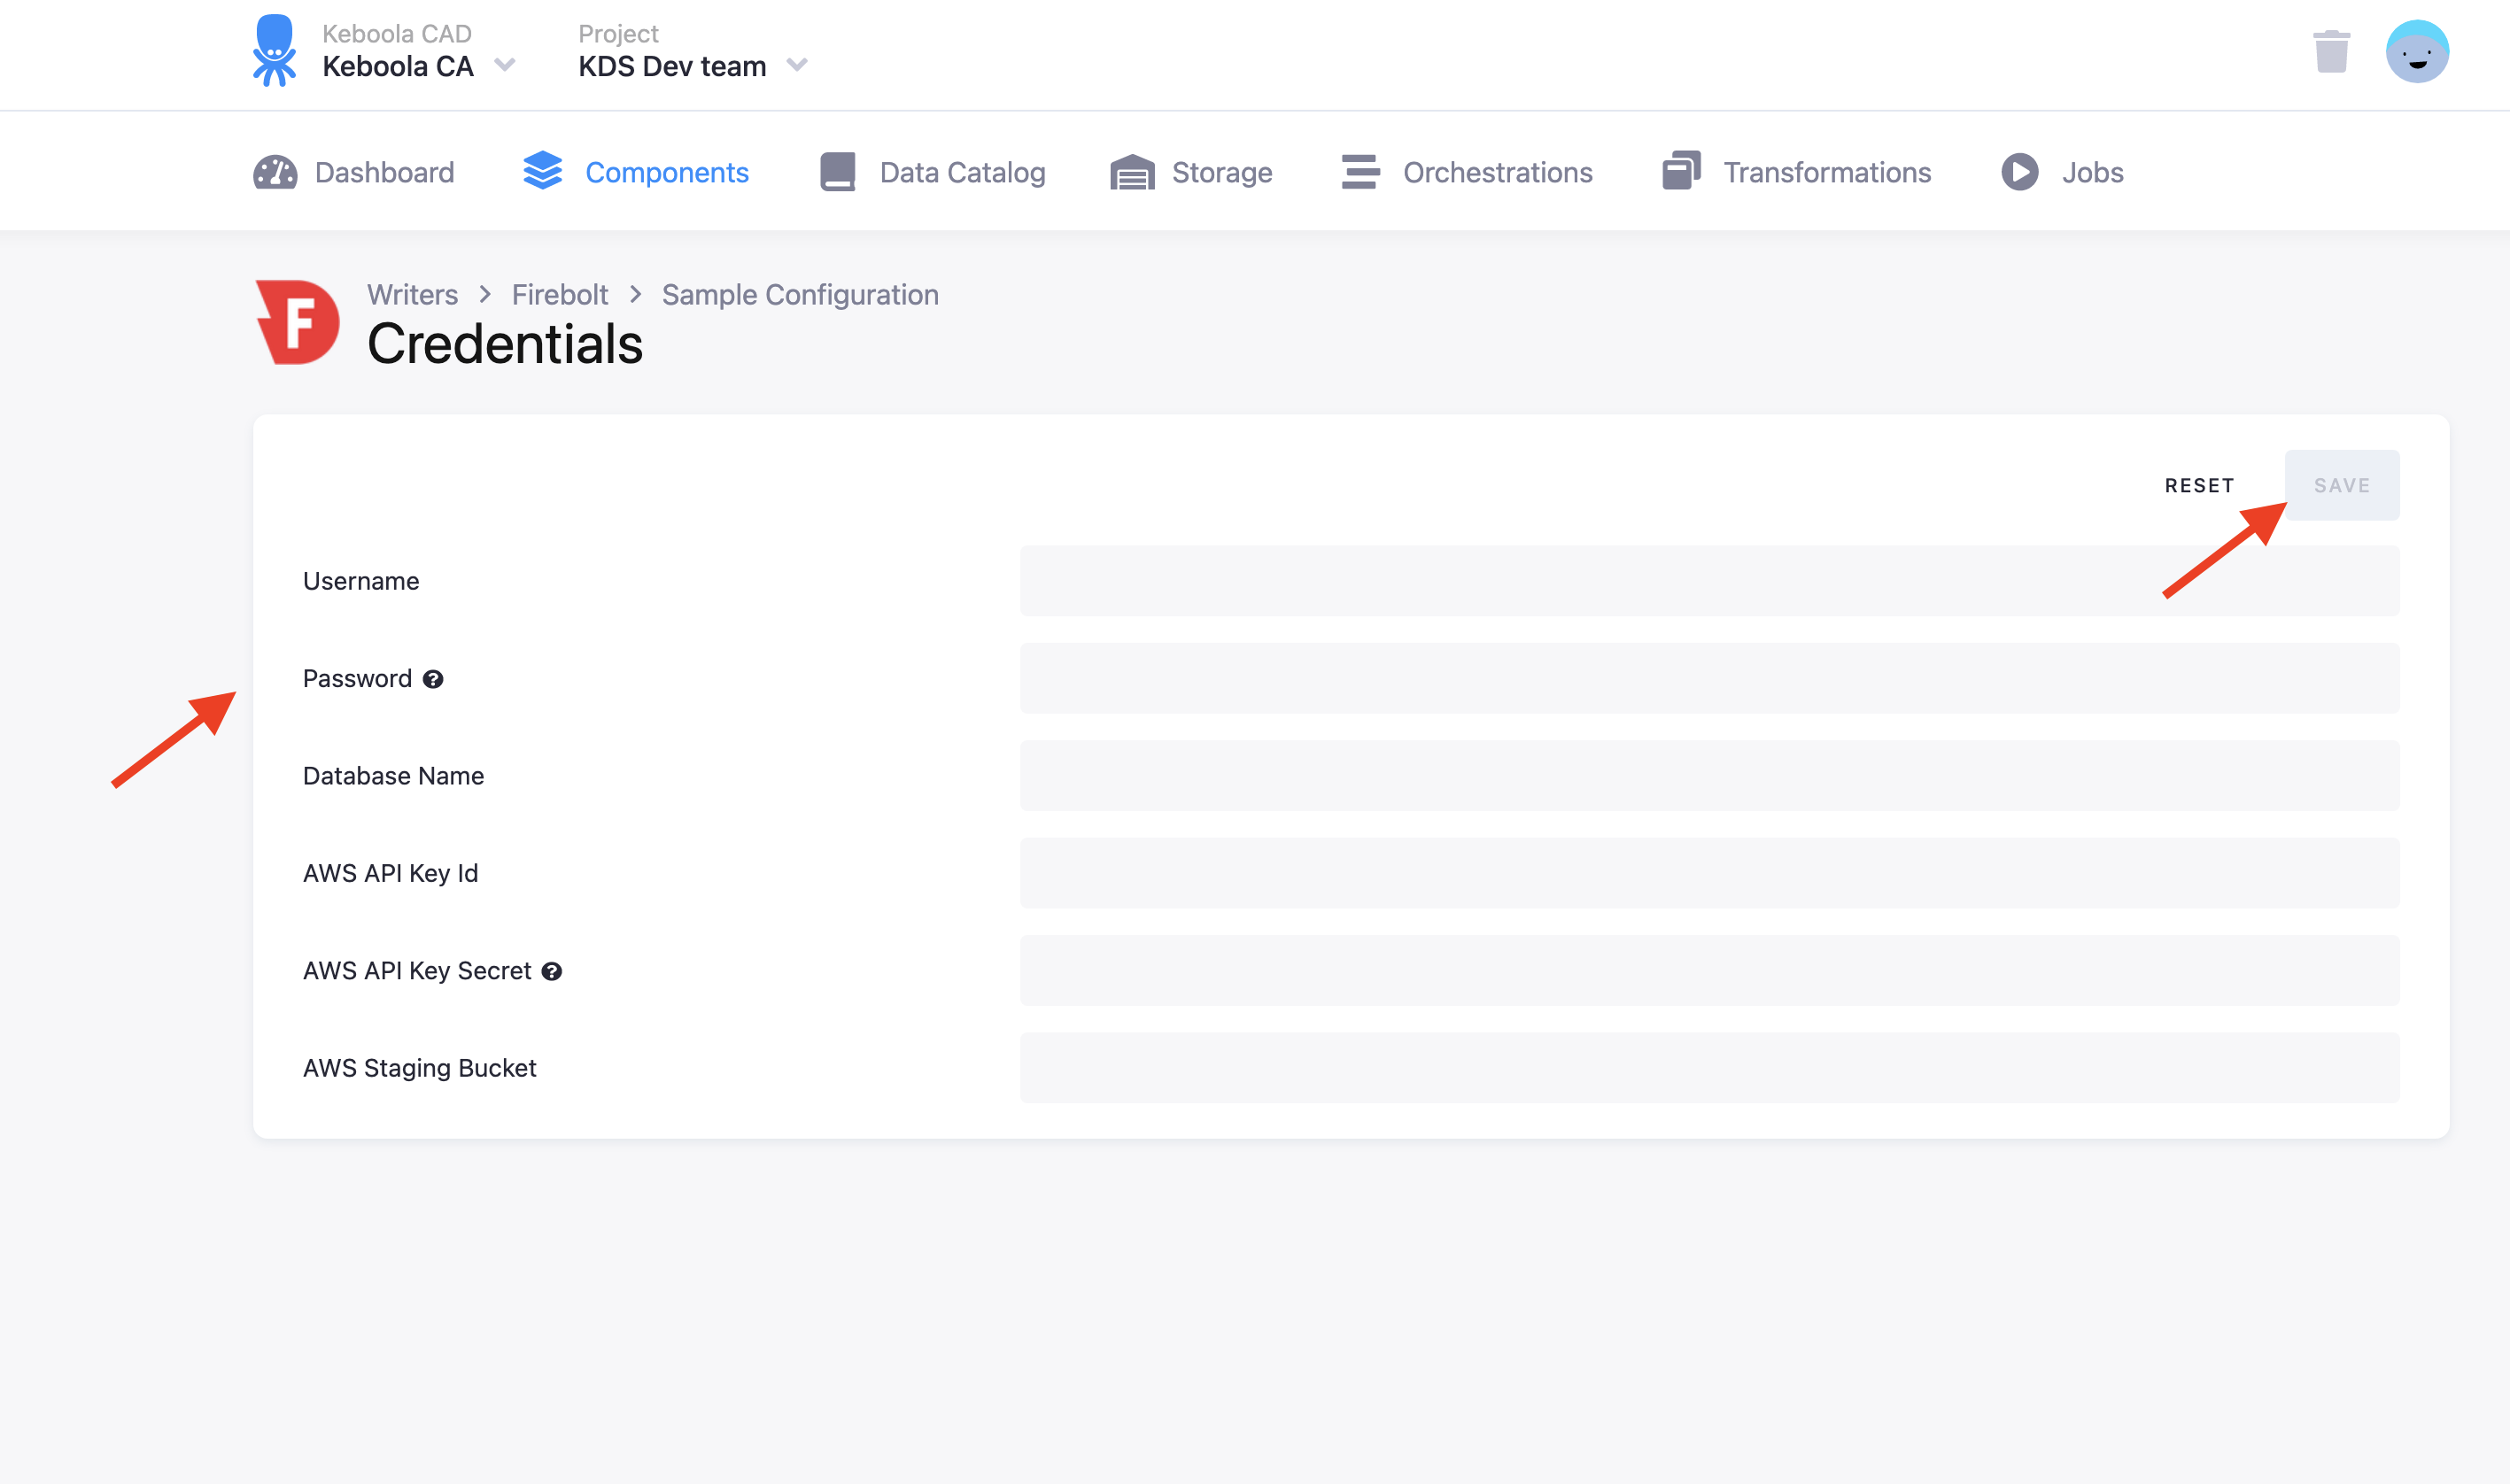 Keboola CAD
Keboola CA
Project
KDS Dev team
Dashboard
Components
Data Catalog
Storage
Orchestrations
Transformations
Jobs
F
Writers > Firebolt > Sample Configuration
Credentials
RESET
SAVE
Username
Password ?
Database Name
AWS API Key Id
AWS API Key Secret ?
AWS Staging Bucket